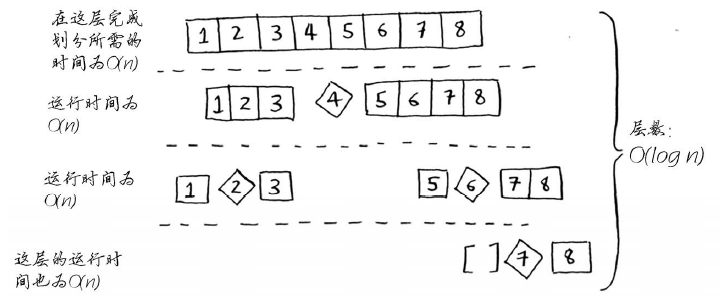 在这层完成
划分所需的
时间为O(n)
1 2 3 4 5 6 7 8
运行时间为
O(n)
1 2 3 4 5 6 7 8
层数:
O(log n)
运行时间为
O(n)
1 2 3 5 6 7 8
这层的运行时
间也为O(n)
[ ] 7 8